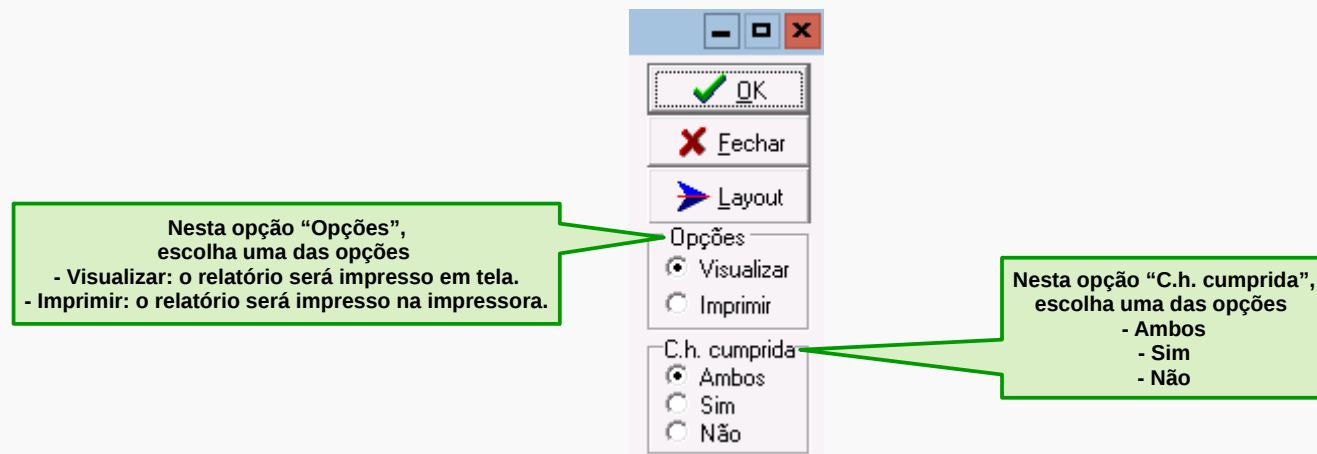 OK
Fechar
Layout
Nesta opção “Opções”,
escolha uma das opções
- Visualizar: o relatório será impresso em tela.
- Imprimir: o relatório será impresso na impressora.
Opções
Visualizar
Imprimir
C.h. cumprida
Ambos
Sim
Não
Nesta opção “C.h. cumprida”,
escolha uma das opções
- Ambos
- Sim
- Não